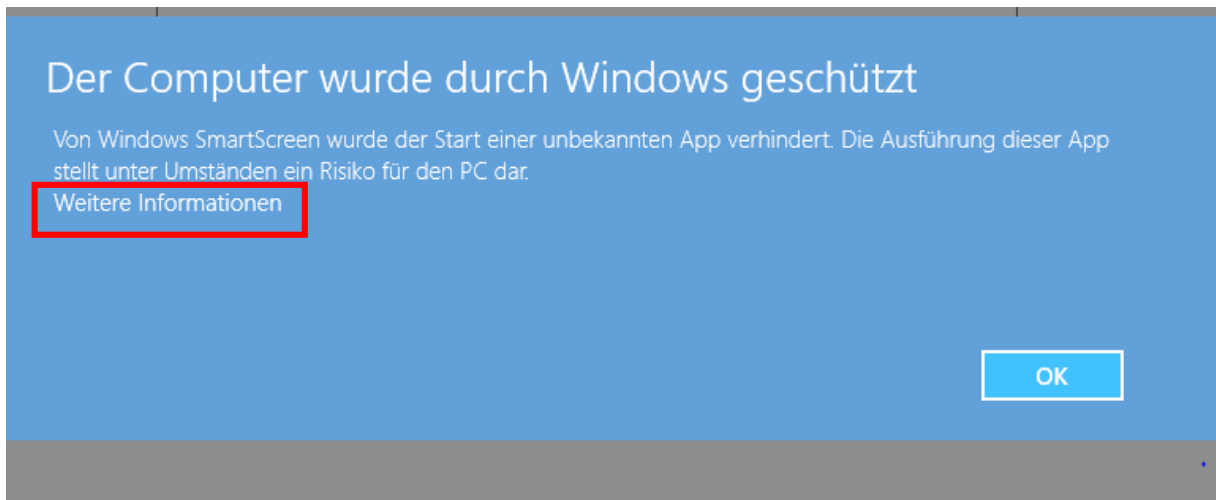 Der Computer wurde durch Windows geschützt
Von Windows SmartScreen wurde der Start einer unbekannten App verhindert. Die Ausführung dieser App
stellt unter Umständen ein Risiko für den PC dar.
Weitere Informationen
OK